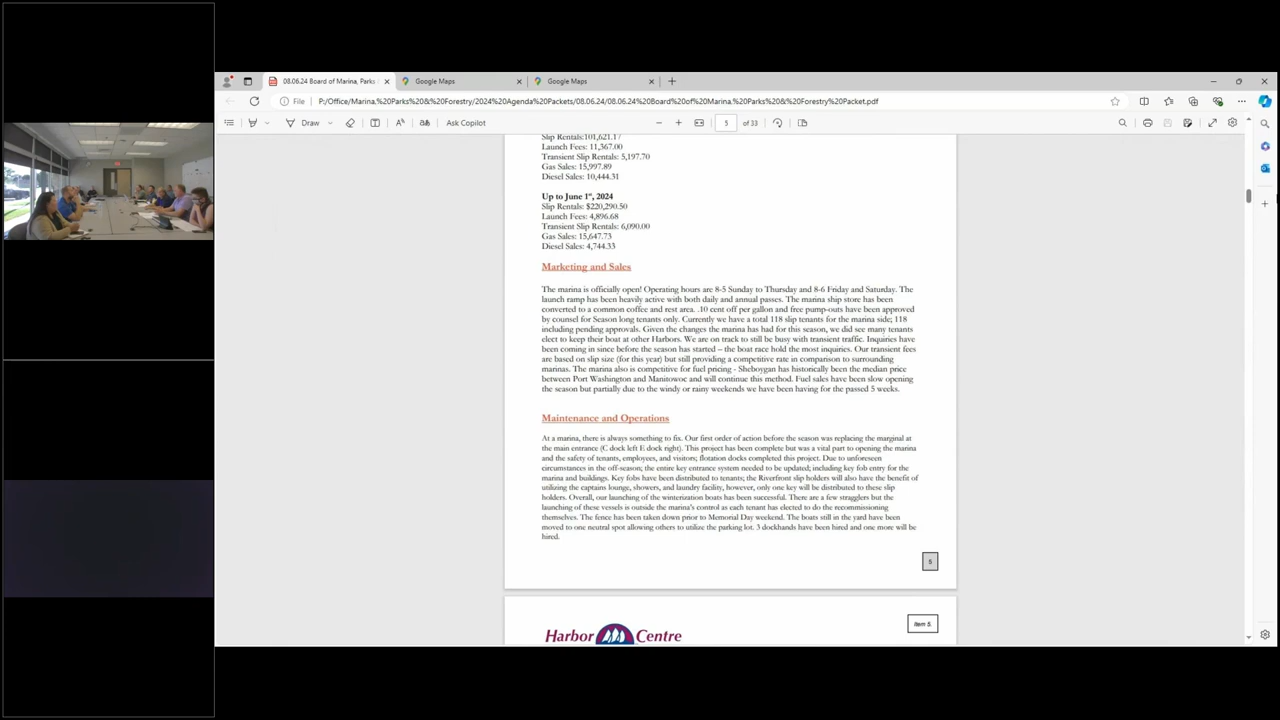 08.06.24 Board of Marina, Parks
Google Maps
Google Maps
File
P:/Office/Marina,%20Parks%20&%20Forestry/2024%20Agenda%20Packets/08.06.24/08.06.24%20Board%20of%20Marina,%20Parks%20&%20Forestry%20Packet.pdf
Draw
Ask Copilot
5 of 33
Slip Rentals:101,621.17
Launch Fees: 11,367.00
Transient Slip Rentals: 5,197.70
Gas Sales: 15,997.89
Diesel Sales: 10,444.31
Up to June 1st, 2024
Slip Rentals: $220,290.50
Launch Fees: 4,896.68
Transient Slip Rentals: 6,090.00
Gas Sales: 15,647.73
Diesel Sales: 4,744.33
Marketing and Sales
The marina is officially open! Operating hours are 8-5 Sunday to Thursday and 8-6 Friday and Saturday. The
launch ramp has been heavily active with both daily and annual passes. The marina ship store has been
converted to a common coffee and rest area. .10 cent off per gallon and free pump-outs have been approved
by counsel for Season long tenants only. Currently we have a total 118 slip tenants for the marina side; 118
including pending approvals. Given the changes the marina has had for this season, we did see many tenants
elect to keep their boat at other Harbors. We are on track to still be busy with transient traffic. Inquiries have
been coming in since before the season has started – the boat race hold the most inquiries. Our transient fees
are based on slip size (for this year) but still providing a competitive rate in comparison to surrounding
marinas. The marina also is competitive for fuel pricing - Sheboygan has historically been the median price
between Port Washington and Manitowoc and will continue this method. Fuel sales have been slow opening
the season but partially due to the windy or rainy weekends we have been having for the passed 5 weeks.
Maintenance and Operations
At a marina, there is always something to fix. Our first order of action before the season was replacing the marginal at
the main entrance (C dock left E dock right). This project has been complete but was a vital part to opening the marina
and the safety of tenants, employees, and visitors; flotation docks completed this project. Due to unforeseen
circumstances in the off-season; the entire key entrance system needed to be updated; including key fob entry for the
marina and buildings. Key fobs have been distributed to tenants; the Riverfront slip holders will also have the benefit of
utilizing the captains lounge, showers, and laundry facility, however, only one key will be distributed to these slip
holders. Overall, our launching of the winterization boats has been successful. There are a few stragglers but the
launching of these vessels is outside the marina's control as each tenant has elected to do the recommissioning
themselves. The fence has been taken down prior to Memorial Day weekend. The boats still in the yard have been
moved to one neutral spot allowing others to utilize the parking lot. 3 dockhands have been hired and one more will be
hired.
5
Harbor Centre
Item 5.